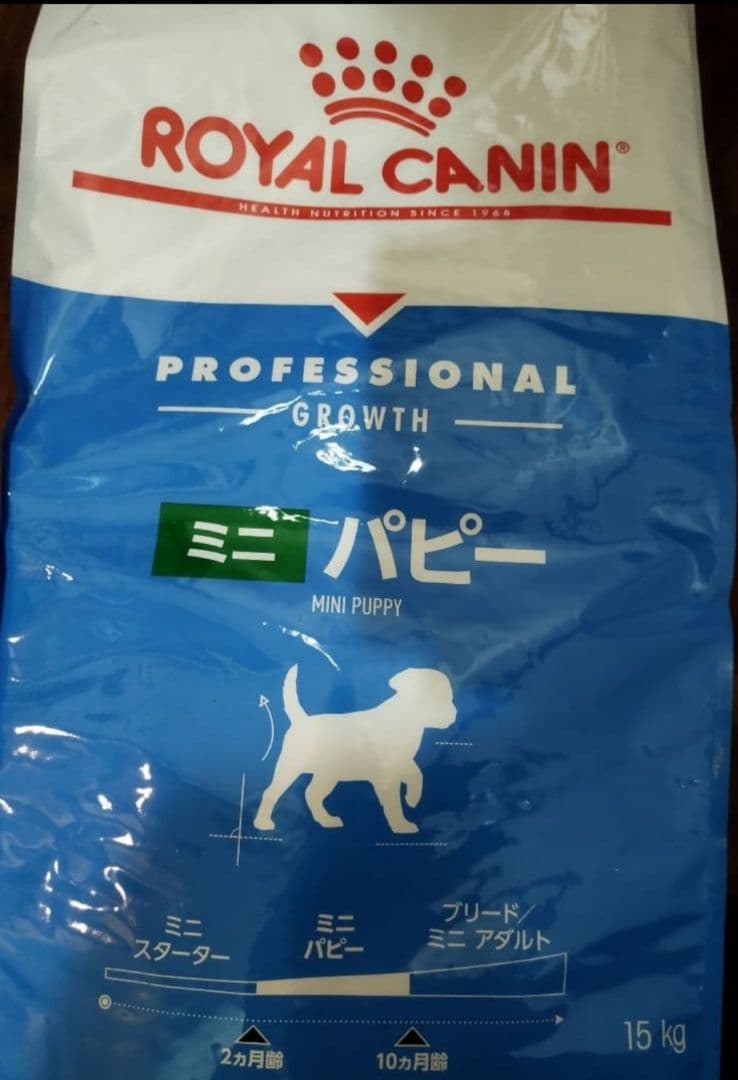 ROYAL CANIN®
HEALTH NUTRITION SINCE 1968
PROFESSIONAL
GROWTH
ミニ パピー
MINI PUPPY
ミニ
スターター
ミニ
パピー
ブリード/
ミニ アダルト
2ヵ月齢
10ヵ月齢
15 kg